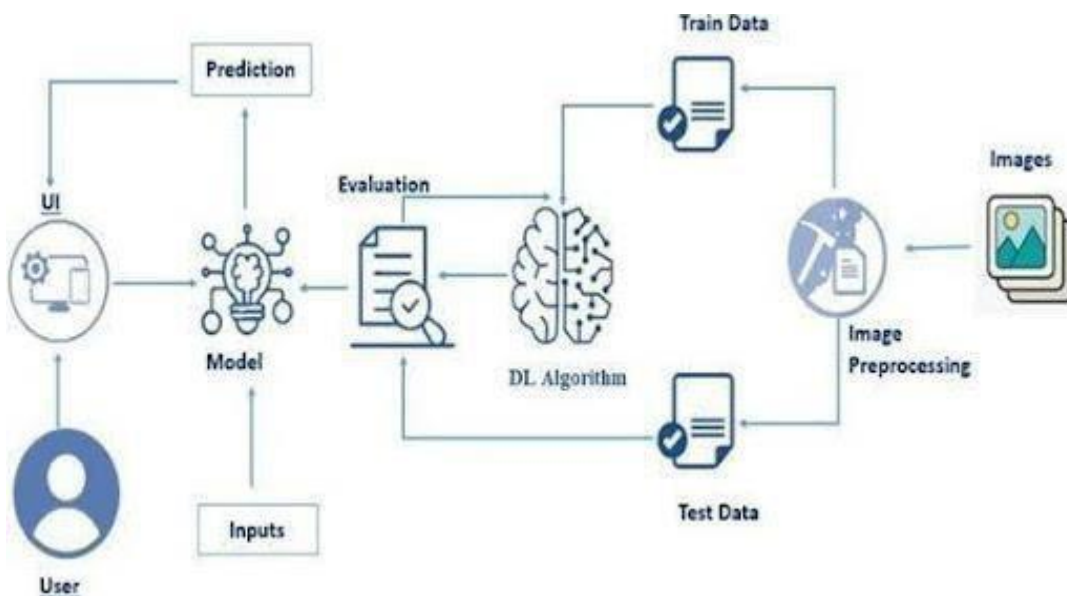 Train Data
Prediction
Images
Evaluation
UI
Model
DL Algorithm
Image
Preprocessing
Inputs
Test Data
User